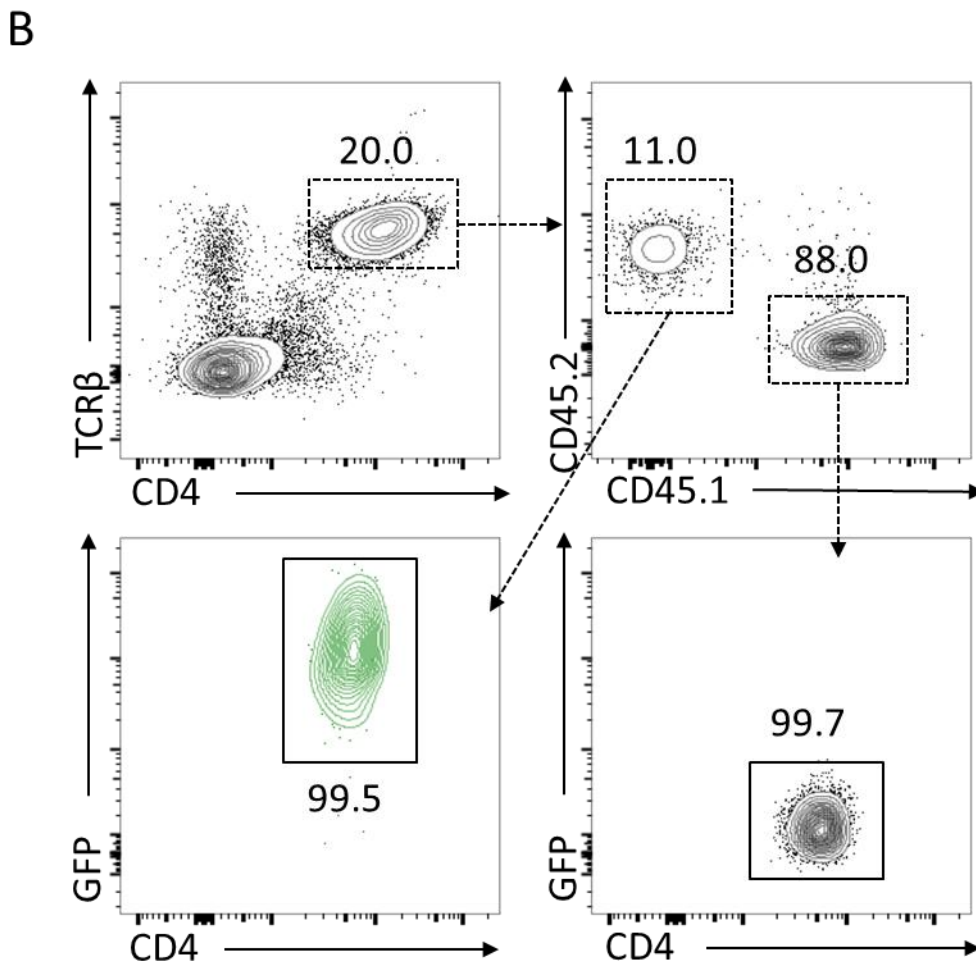 B
20.0
TCRβ
CD4
11.0
88.0
CD45.2
CD45.1
99.5
GFP
CD4
99.7
GFP
CD4